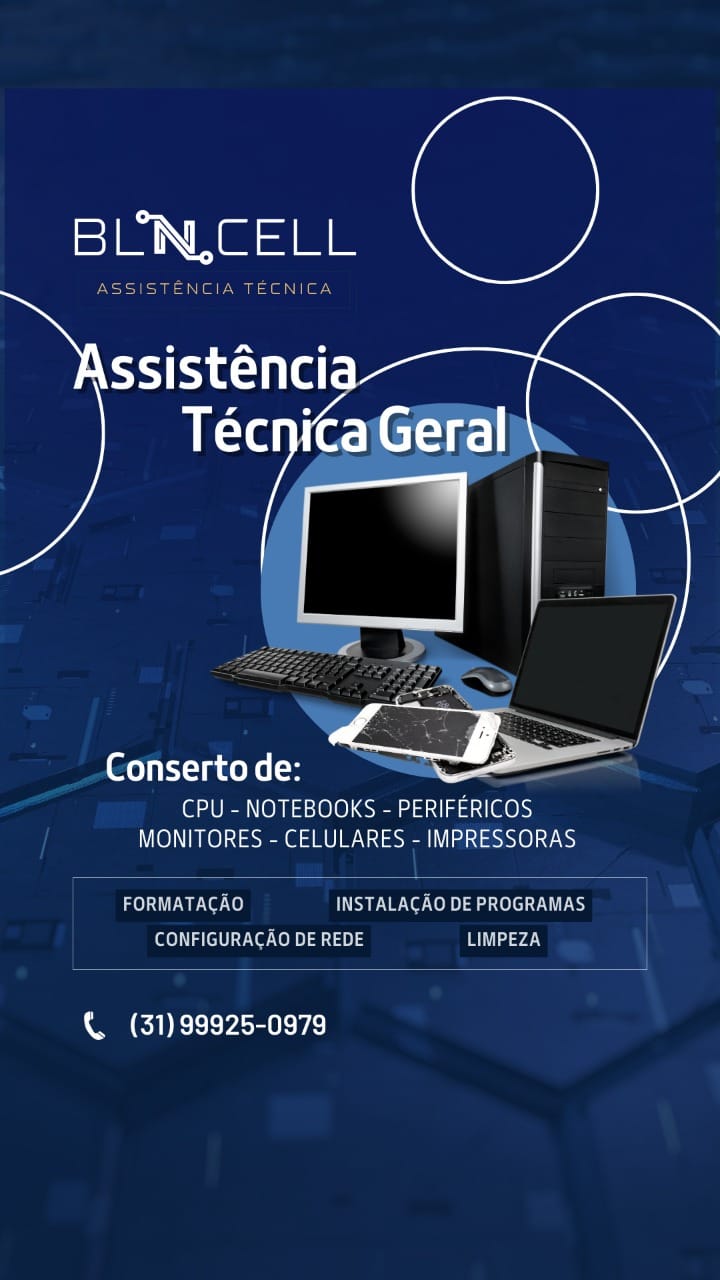 BLN.CELL
ASSISTÊNCIA TÉCNICA
Assistência
Técnica Geral
Conserto de:
CPU - NOTEBOOKS - PERIFÉRICOS
MONITORES - CELULARES - IMPRESSORAS
FORMATAÇÃO INSTALAÇÃO DE PROGRAMAS
CONFIGURAÇÃO DE REDE LIMPEZA
(31) 99925-0979